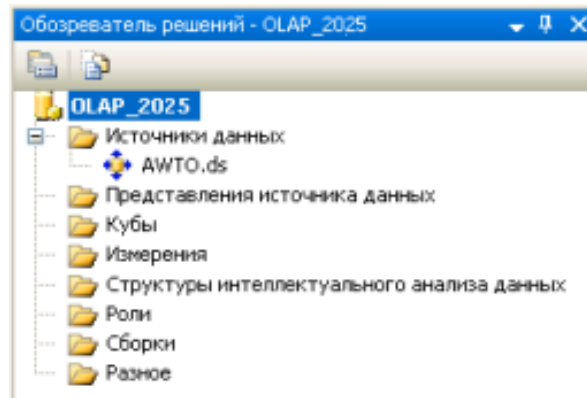 Обозреватель решений - OLAP_2025
OLAP_2025
Источники данных
AWTO.ds
Представления источника данных
Кубы
Измерения
Структуры интеллектуального анализа данных
Роли
Сборки
Разное